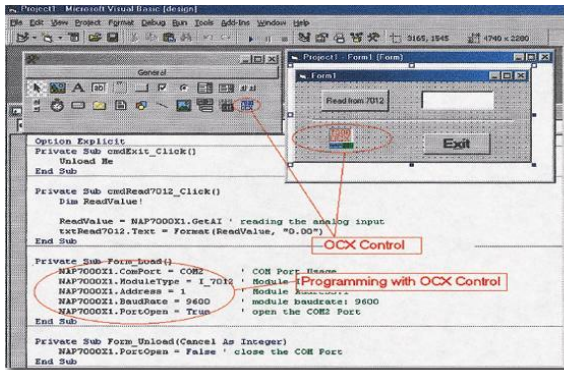 Project1 - Microsoft Visual Basic [design]
File Edit View Project Format Debug Run Tools Add-Ins Window Help
3165, 1545 4740 x 2280
General
Project1 - Form1 (Form)
Form1
Read from 7012
Exit
Option Explicit
Private Sub cmdExit_Click()
Unload Me
End Sub
Private Sub cmdRead7012_Click()
Dim ReadValue!
ReadValue = NAP7000X1.GetAI ' reading the analog input
txtRead7012.Text = Format(ReadValue, "0.00")
End Sub
OCX Control
Private Sub Form_Load()
NAP7000X1.ComPort = COM2 ' COM Port Usage
NAP7000X1.ModuleType = I_7012 ' Module
NAP7000X1.Address = 1 ' Module
Programming with OCX Control
NAP7000X1.BaudRate = 9600 ' module baudrate: 9600
NAP7000X1.PortOpen = True ' open the COM2 Port
End Sub
Private Sub Form_Unload(Cancel As Integer)
NAP7000X1.PortOpen = False ' close the COM Port
End Sub